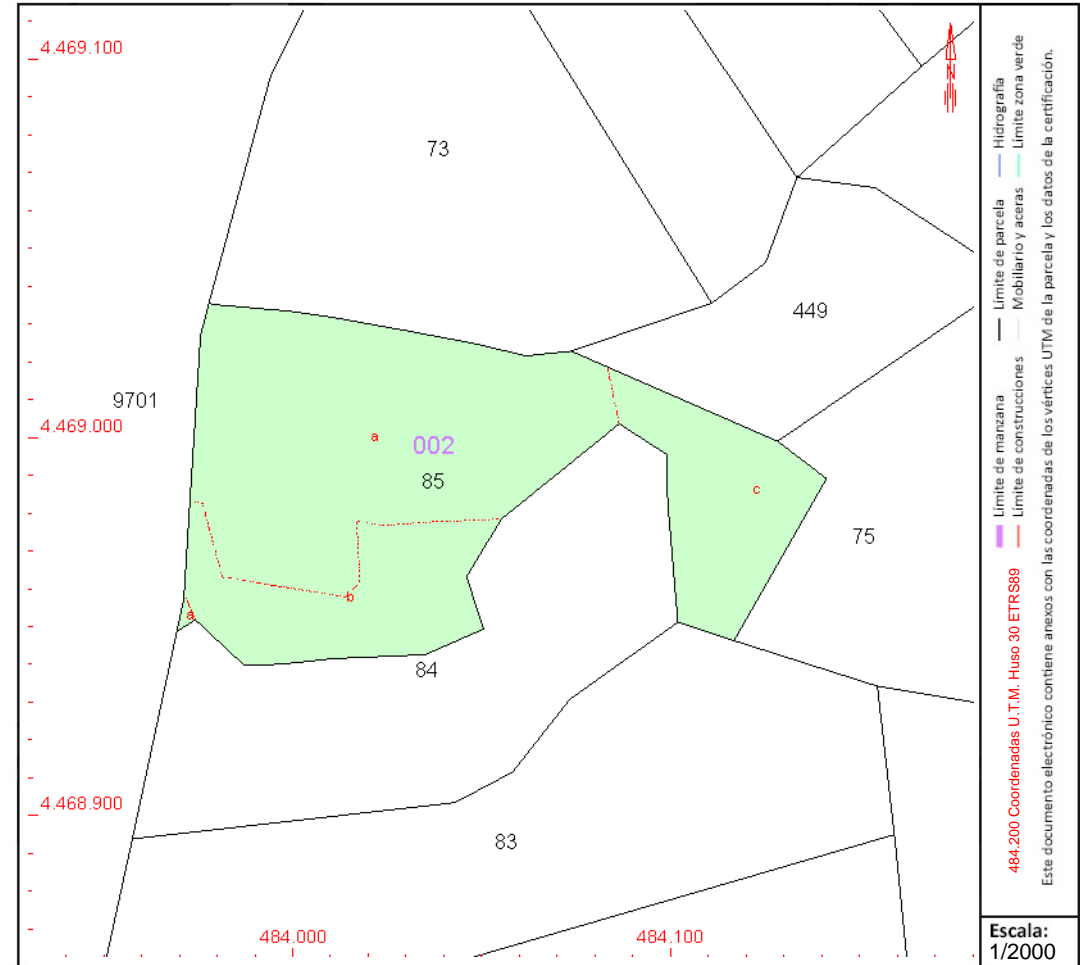 4.469.100
73
449
9701
4.469.000
a
002
85
c
75
b
a
84
4.468.900
83
484.000
484.100
N
Límite de manzana
Límite de parcela
Hidrografía
Límite de construcciones
Mobiliario y aceras
Límite zona verde
484.200 Coordenadas U.T.M. Huso 30 ETRS89
Este documento electrónico contiene anexos con las coordenadas de los vértices UTM de la parcela y los datos de la certificación.
Escala:
1/2000